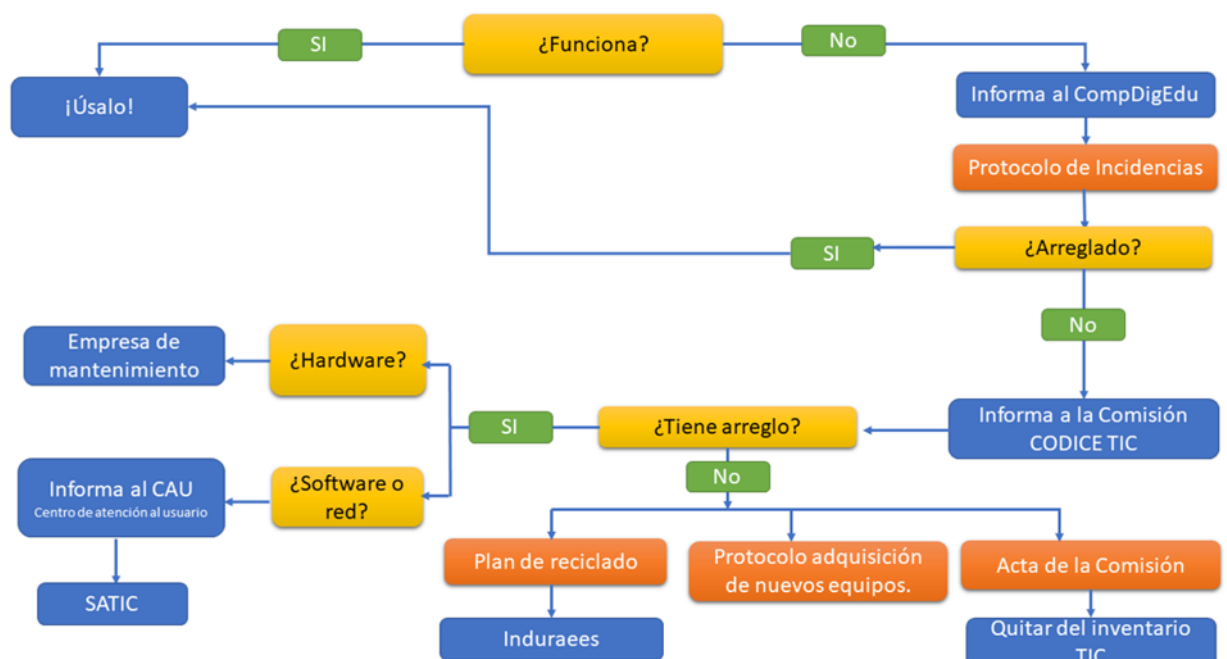 SI
¿Funciona?
No
¡Úsalo!
Informa al CompDigEdu
Protocolo de Incidencias
SI
¿Arreglado?
No
Empresa de
mantenimiento
¿Hardware?
SI
¿Tiene arreglo?
Informa a la Comisión
CODICE TIC
Informa al CAU
Centro de atención al usuario
¿Software o
red?
No
SATIC
Plan de reciclado
Protocolo adquisición
de nuevos equipos.
Acta de la Comisión
Induraees
Quitar del inventario
TIC